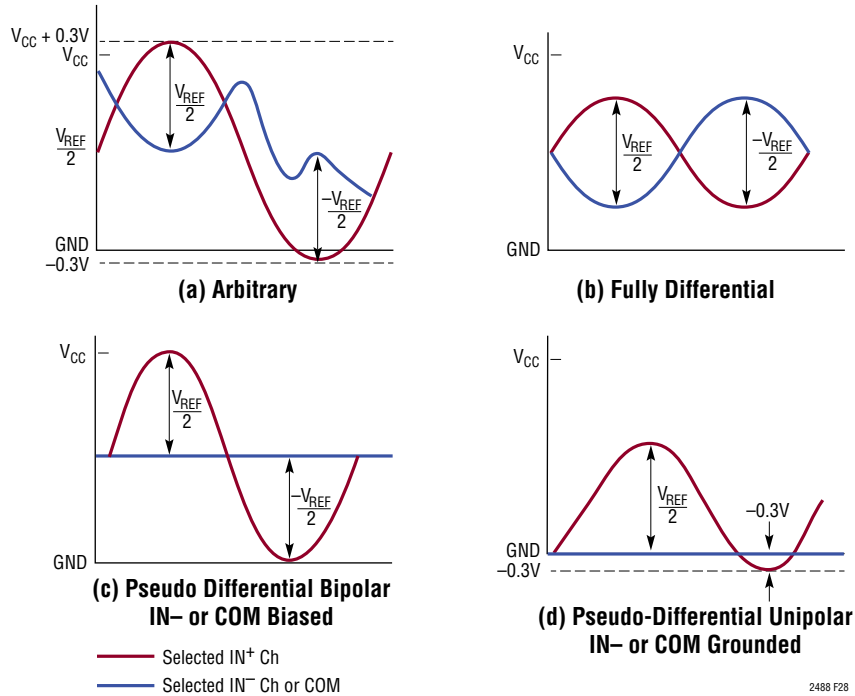 V_CC + 0.3V
V_CC
V_REF
2
V_REF
2
–V_REF
2
GND
–0.3V
(a) Arbitrary
V_CC
V_REF
2
–V_REF
2
GND
(b) Fully Differential
V_CC
V_REF
2
–V_REF
2
GND
(c) Pseudo Differential Bipolar
IN– or COM Biased
V_CC
V_REF
2
–0.3V
GND
–0.3V
(d) Pseudo-Differential Unipolar
IN– or COM Grounded
Selected IN⁺ Ch
Selected IN⁻ Ch or COM
2488 F28